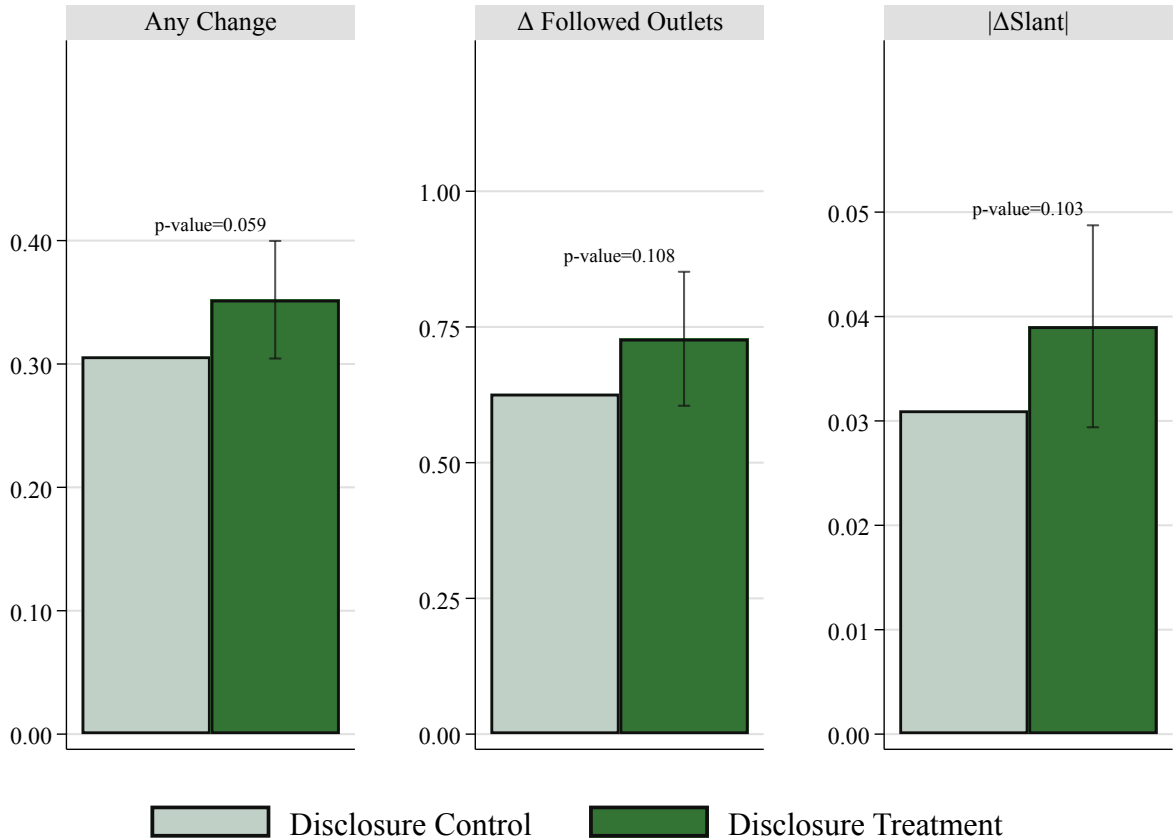 Any Change
Δ Followed Outlets
|ΔSlant|
p-value=0.059
0.40
0.30
0.20
0.10
0.00
p-value=0.108
1.00
0.75
0.50
0.25
0.00
p-value=0.103
0.05
0.04
0.03
0.02
0.01
0.00
Disclosure Control
Disclosure Treatment